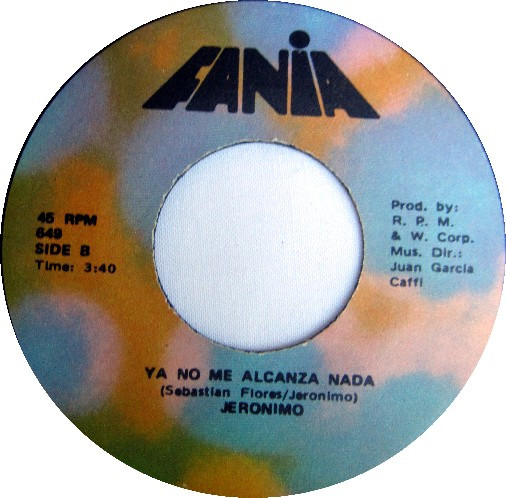 FANIA
45 RPM
649
SIDE B
Time: 3:40
Prod. by:
R. P. M.
& W. Corp.
Mus. Dir.:
Juan Garcia
Caffi
YA NO ME ALCANZA NADA
(Sebastian Flores/Jeronimo)
JERONIMO